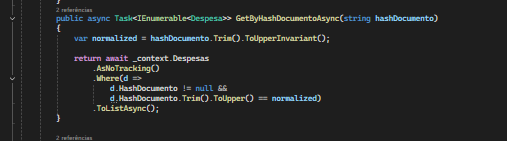 }
2 referências
public async Task<IEnumerable<Despesa>> GetByHashDocumentoAsync(string hashDocumento)
{
var normalized = hashDocumento.Trim().ToUpperInvariant();
return await _context.Despesas
.AsNoTracking()
.Where(d =>
d.HashDocumento != null &&
d.HashDocumento.Trim().ToUpper() == normalized)
.ToListAsync();
}
2 referências